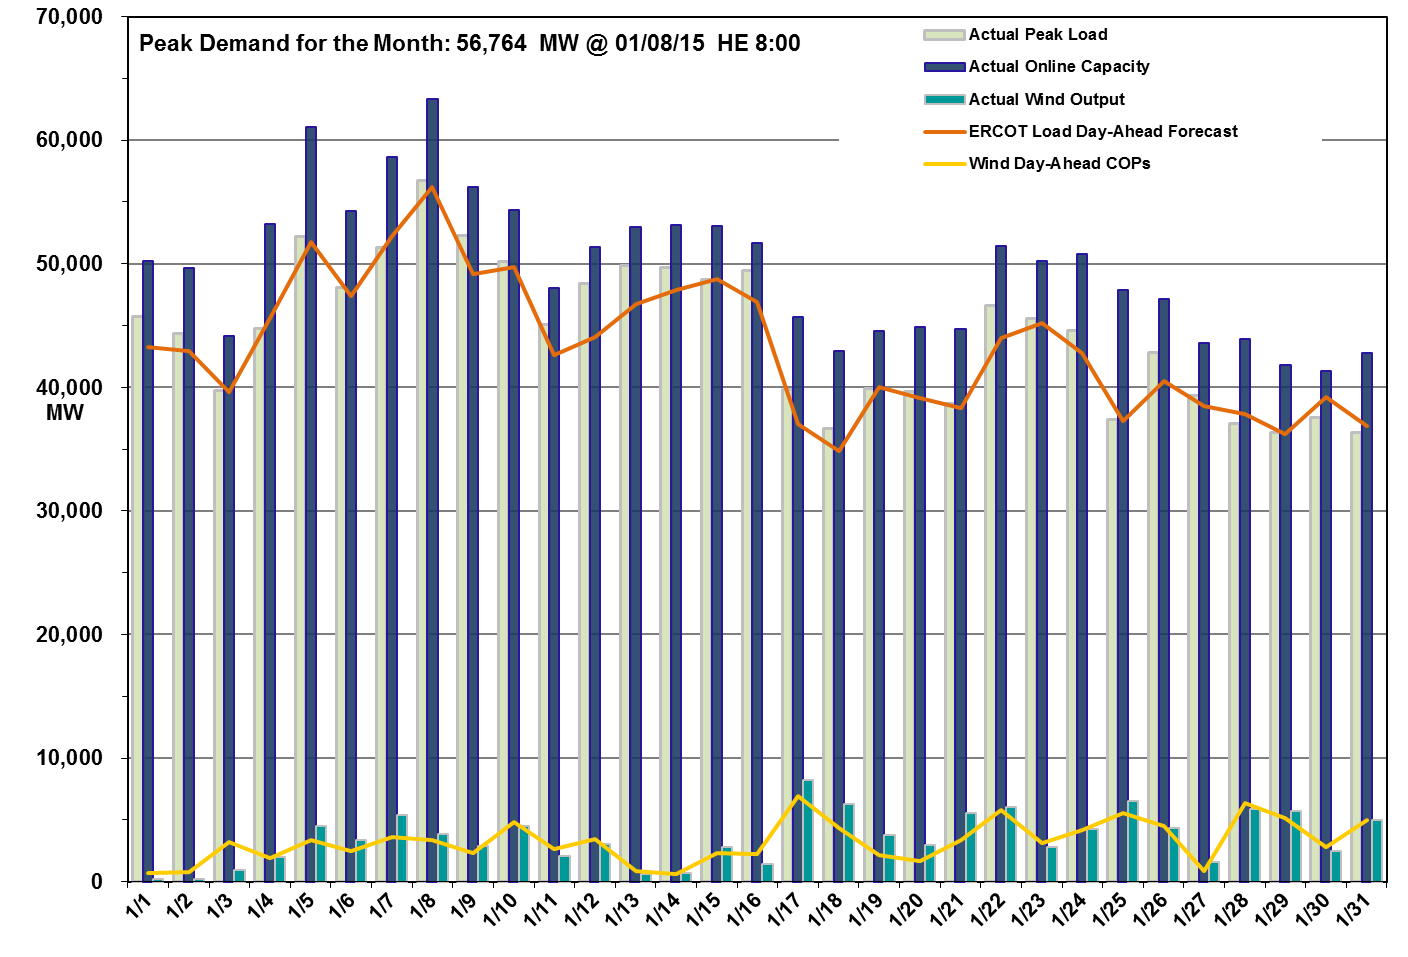 70,000
Peak Demand for the Month: 56,764 MW @ 01/08/15 HE 8:00
Actual Peak Load
Actual Online Capacity
Actual Wind Output
ERCOT Load Day-Ahead Forecast
Wind Day-Ahead COPs
60,000
50,000
40,000
MW
30,000
20,000
10,000
0
1/1 1/2 1/3 1/4 1/5 1/6 1/7 1/8 1/9 1/10 1/11 1/12 1/13 1/14 1/15 1/16 1/17 1/18 1/19 1/20 1/21 1/22 1/23 1/24 1/25 1/26 1/27 1/28 1/29 1/30 1/31